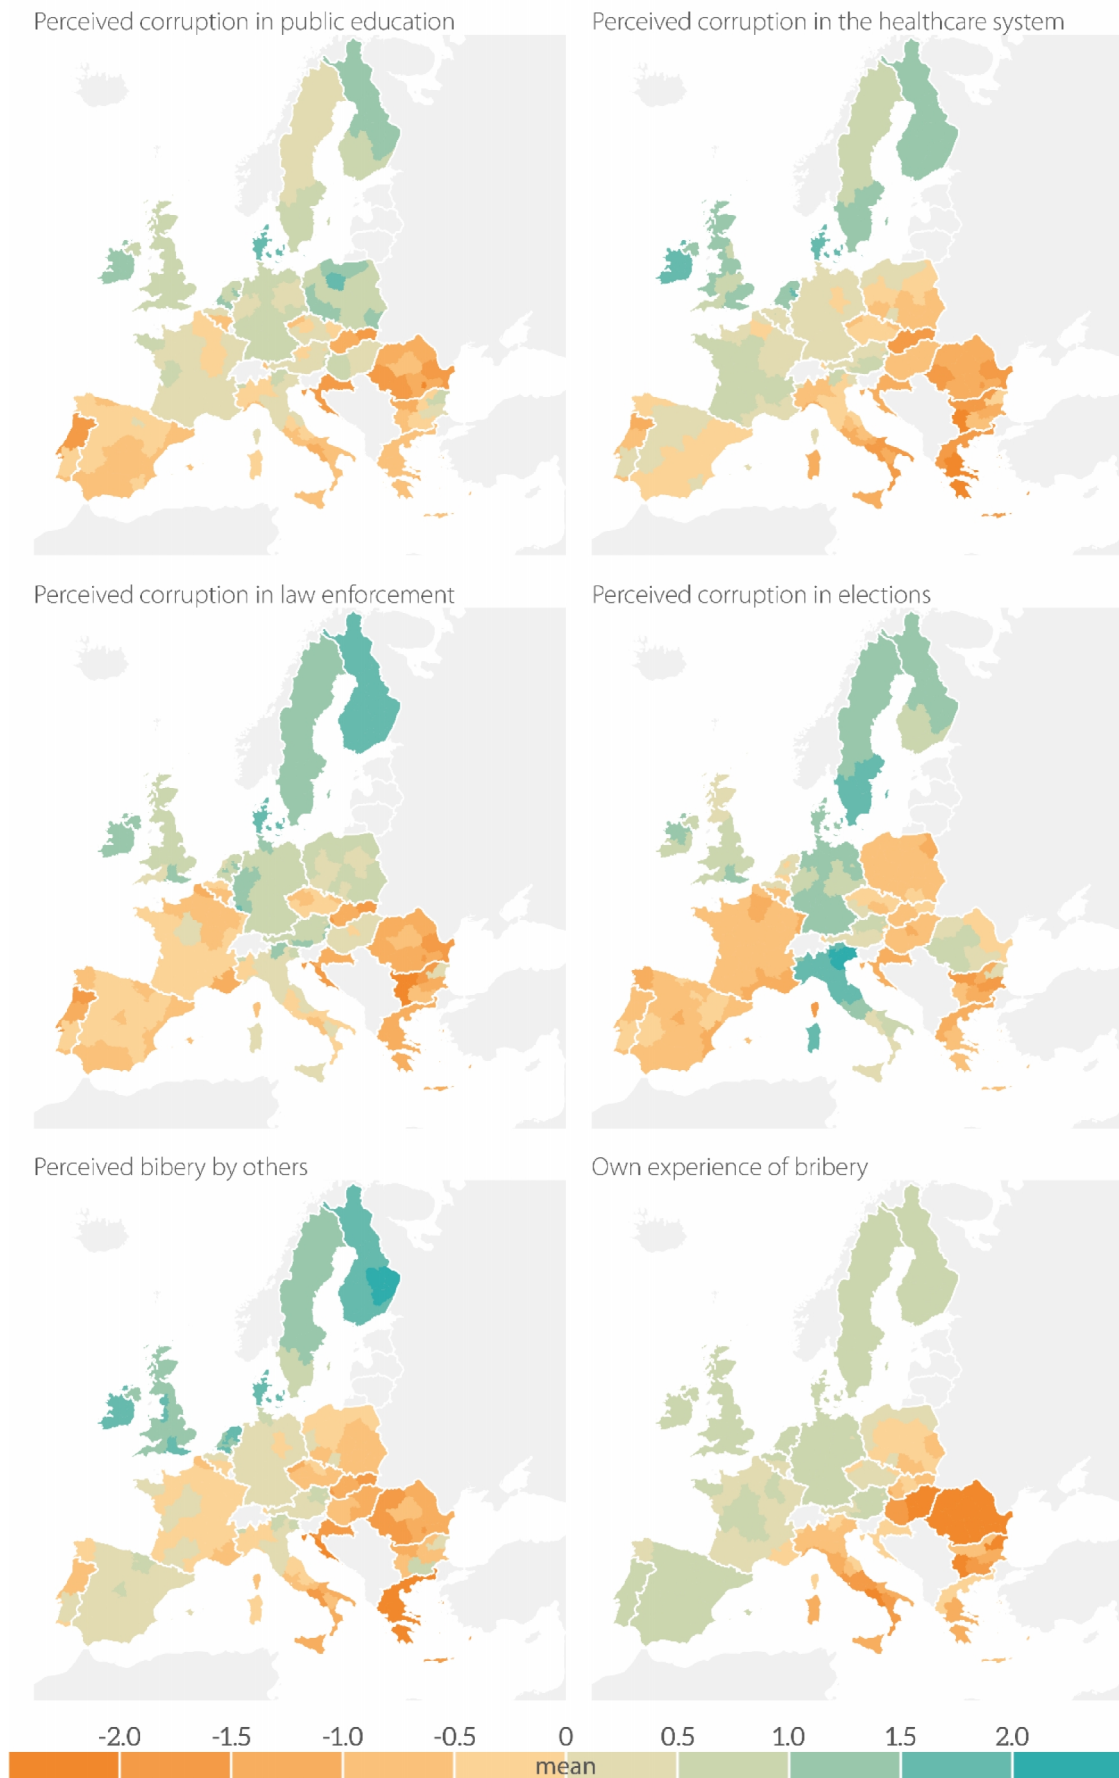 Perceived corruption in public education
Perceived corruption in the healthcare system
Perceived corruption in law enforcement
Perceived corruption in elections
Perceived bibery by others
Own experience of bribery
-2.0 -1.5 -1.0 -0.5 0 0.5 1.0 1.5 2.0
mean